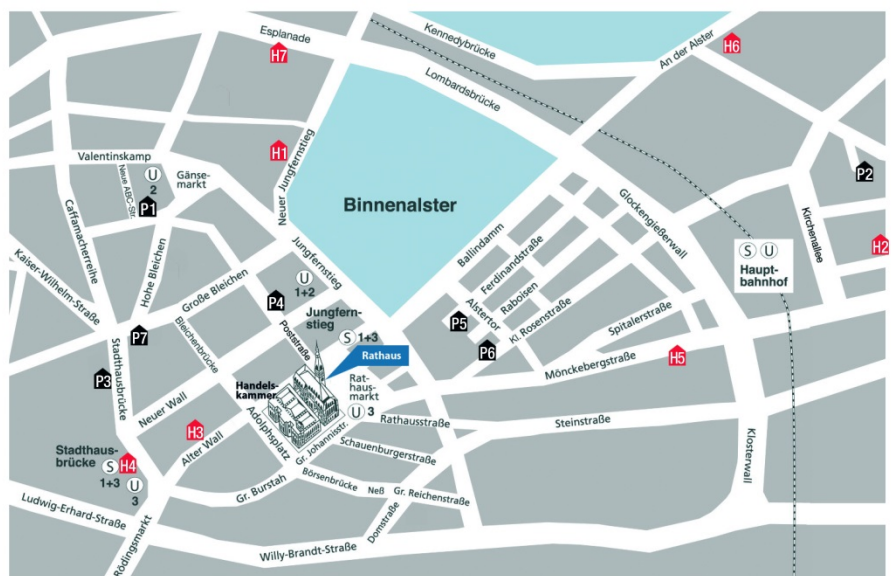 Esplanade
H7
Kennedybrücke
An der Alster
H6
Lombardsbrücke
Valentinskamp
Neue ABC-Str.
U
2
Gänse-
markt
P1
H1
Neuer Jungfernstieg
Binnenalster
Glockengießerwall
P2
Kirchenallee
H2
S U
Haupt-
bahnhof
Caffamacherreihe
Kaiser-Wilhelm-Straße
Hohe Bleichen
Große Bleichen
Jungfernstieg
U
1+2
Jungfern-
stieg
S 1+3
Ballindamm
Ferdinandstraße
Alstertor
Raboisen
Kl. Rosenstraße
Spitalerstraße
P4
P5
P6
P7
P3
H5
Bleichenbrücke
Poststraße
Rathaus
Mönckebergstraße
Stadthausbrücke
Neuer Wall
Handels-
kammer
Rat-
haus-
markt
U 3
Rathausstraße
Steinstraße
H3
Adolphsplatz
Alter Wall
Gr. Johannisstr.
Schauenburgerstraße
Klosterwall
Stadthaus-
brücke
S H4
1+3 U
3
Gr. Burstah
Börsenbrücke
Neß
Gr. Reichenstraße
Domstraße
Ludwig-Erhard-Straße
Rödingsmarkt
Willy-Brandt-Straße